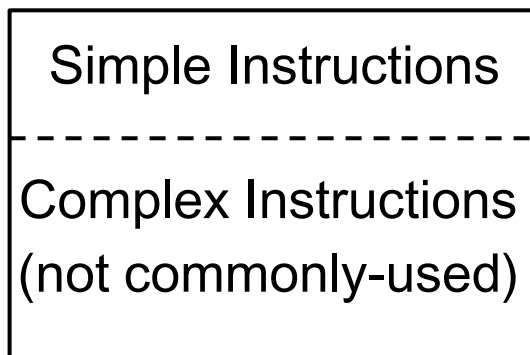 Simple Instructions
Complex Instructions
(not commonly-used)